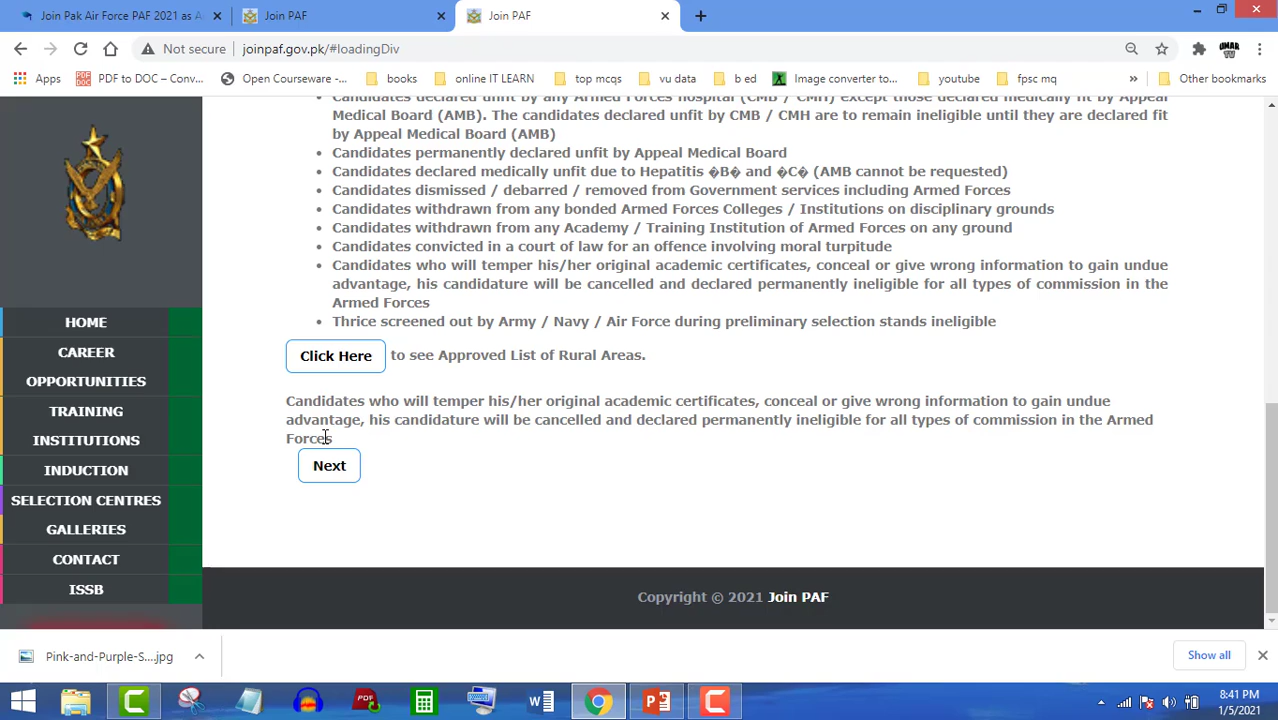 Join Pak Air Force PAF 2021 as A
Join PAF
Join PAF
Not secure
joinpaf.gov.pk/#loadingDiv
Apps
PDF to DOC – Conv...
Open Courseware -...
books
online IT LEARN
top mcqs
vu data
b ed
Image converter to...
youtube
fpsc mq
»
Other bookmarks
Candidates declared unfit by any Armed Forces hospital (CMB / CMH) except those declared medically fit by Appeal
Medical Board (AMB). The candidates declared unfit by CMB / CMH are to remain ineligible until they are declared fit
by Appeal Medical Board (AMB)
Candidates permanently declared unfit by Appeal Medical Board
Candidates declared medically unfit due to Hepatitis �B� and �C� (AMB cannot be requested)
Candidates dismissed / debarred / removed from Government services including Armed Forces
Candidates withdrawn from any bonded Armed Forces Colleges / Institutions on disciplinary grounds
Candidates withdrawn from any Academy / Training Institution of Armed Forces on any ground
Candidates convicted in a court of law for an offence involving moral turpitude
Candidates who will temper his/her original academic certificates, conceal or give wrong information to gain undue
advantage, his candidature will be cancelled and declared permanently ineligible for all types of commission in the
Armed Forces
Thrice screened out by Army / Navy / Air Force during preliminary selection stands ineligible
Click Here to see Approved List of Rural Areas.
Candidates who will temper his/her original academic certificates, conceal or give wrong information to gain undue
advantage, his candidature will be cancelled and declared permanently ineligible for all types of commission in the Armed
Forces
Next
HOME
CAREER
OPPORTUNITIES
TRAINING
INSTITUTIONS
INDUCTION
SELECTION CENTRES
GALLERIES
CONTACT
ISSB
Copyright © 2021 Join PAF
Pink-and-Purple-S....jpg
Show all
8:41 PM
1/5/2021